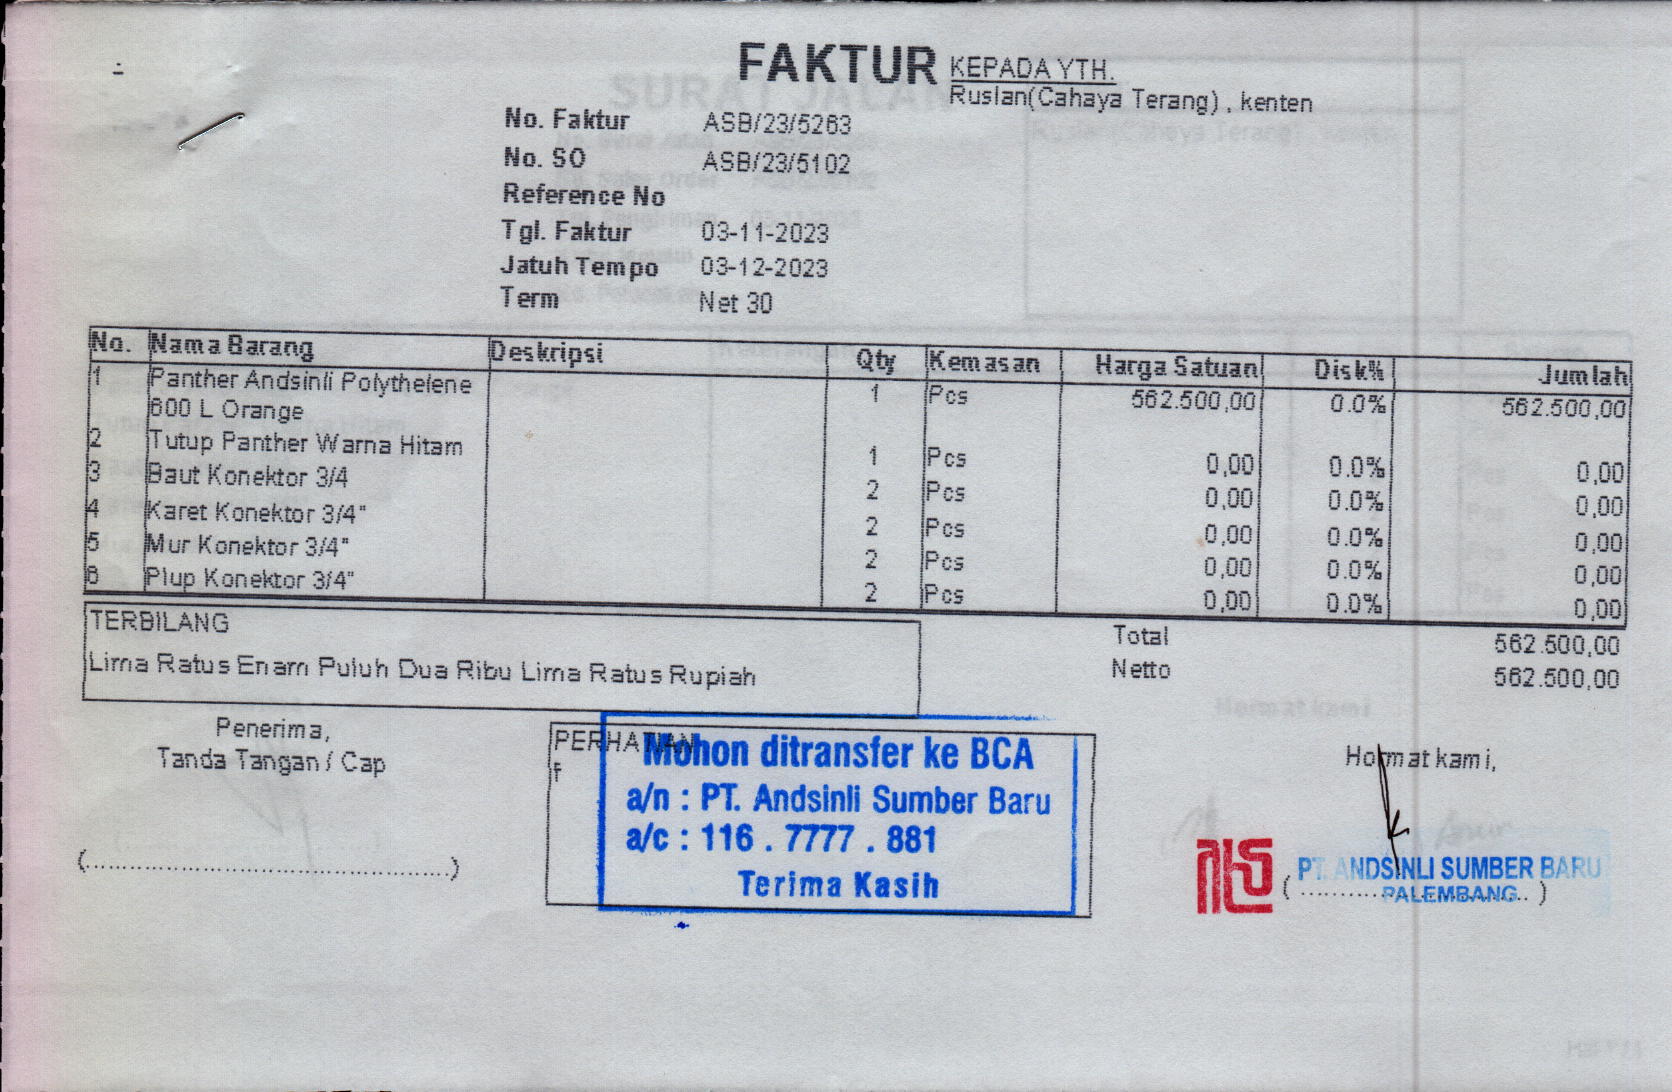 FAKTUR
KEPADA YTH.
Ruslan(Cahaya Terang) , kenten
No. Faktur ASB/23/5263
No. SO ASB/23/5102
Reference No
Tgl. Faktur 03-11-2023
Jatuh Tempo 03-12-2023
Term Net 30
No. Nama Barang Deskripsi Qty Kemasan Harga Satuan Disk% Jumlah
1 Panther Andsinli Polythelene 1 Pcs 562.500,00 0.0% 562.500,00
600 L Orange
2 Tutup Panther Warna Hitam 1 Pcs 0,00 0.0% 0,00
3 Baut Konektor 3/4 2 Pcs 0,00 0.0% 0,00
4 Karet Konektor 3/4" 2 Pcs 0,00 0.0% 0,00
5 Mur Konektor 3/4" 2 Pcs 0,00 0.0% 0,00
6 Plup Konektor 3/4" 2 Pcs 0,00 0.0% 0,00
TERBILANG
Lima Ratus Enam Puluh Dua Ribu Lima Ratus Rupiah
Total 562.500,00
Netto 562.500,00
Penerima,
Tanda Tangan / Cap
(..................................................)
PERHATIAN
F
Mohon ditransfer ke BCA
a/n : PT. Andsinli Sumber Baru
a/c : 116 . 7777 . 881
Terima Kasih
Hormat kami,
PT. ANDSINLI SUMBER BARU
PALEMBANG